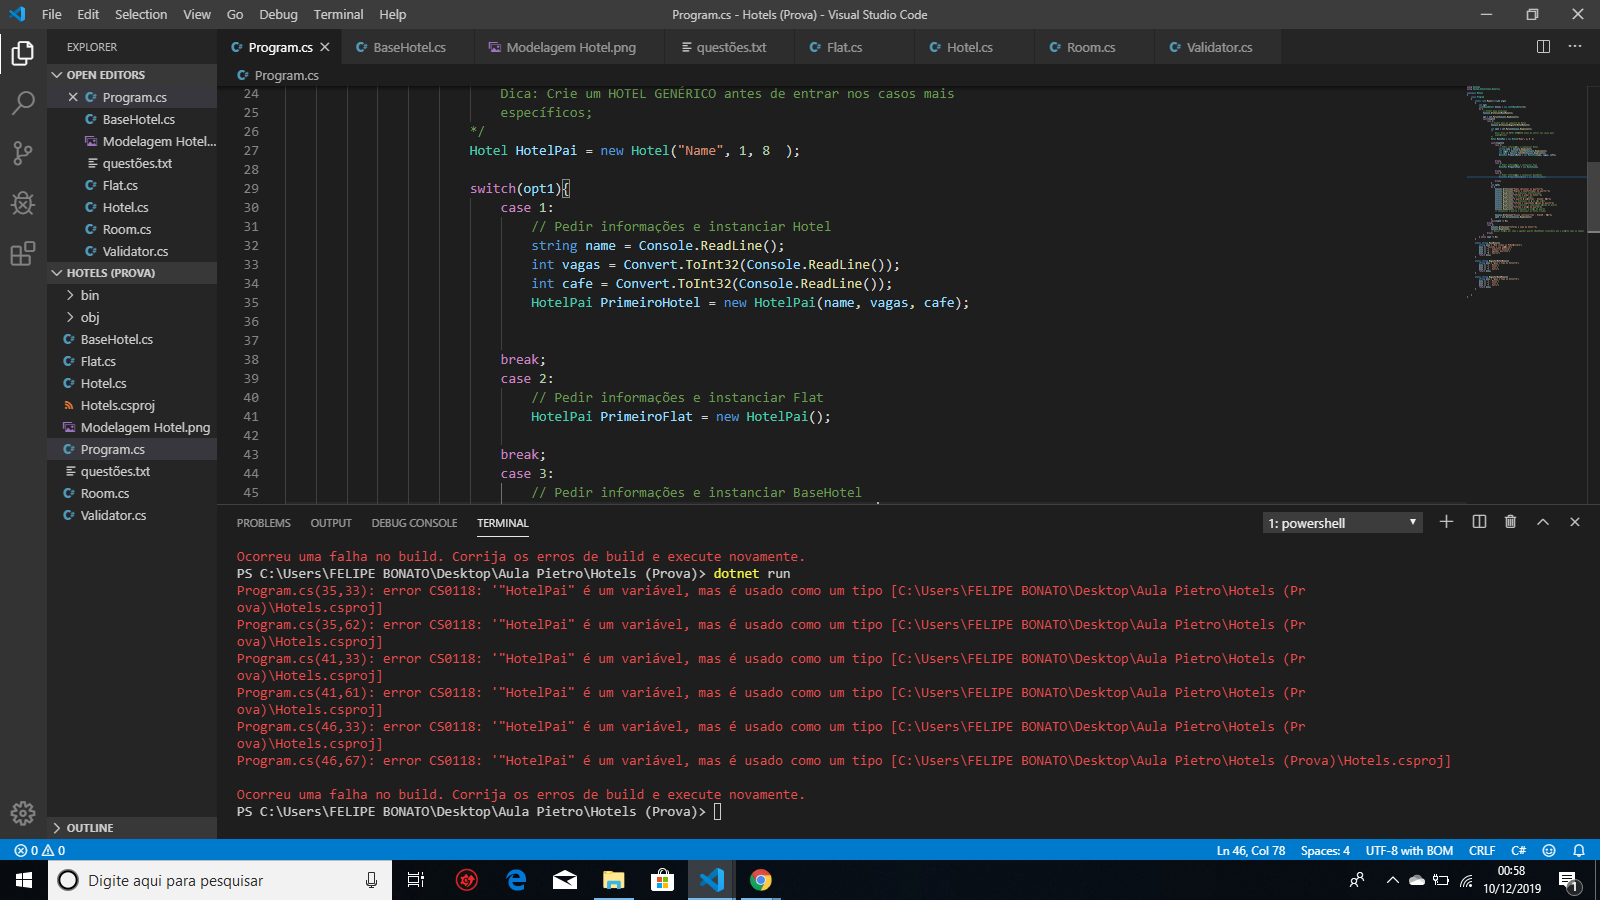 File Edit Selection View Go Debug Terminal Help
Program.cs - Hotels (Prova) - Visual Studio Code
EXPLORER
OPEN EDITORS
Program.cs
BaseHotel.cs
Modelagem Hotel...
questões.txt
Flat.cs
Hotel.cs
Room.cs
Validator.cs
HOTELS (PROVA)
bin
obj
BaseHotel.cs
Flat.cs
Hotel.cs
Hotels.csproj
Modelagem Hotel.png
Program.cs
questões.txt
Room.cs
Validator.cs
OUTLINE
Program.cs BaseHotel.cs Modelagem Hotel.png questões.txt Flat.cs Hotel.cs Room.cs Validator.cs
Program.cs
24 Dica: Crie um HOTEL GENÉRICO antes de entrar nos casos mais
25 específicos;
26 */
27 Hotel HotelPai = new Hotel("Name", 1, 8  );
28
29 switch(opt1){
30 case 1:
31 // Pedir informações e instanciar Hotel
32 string name = Console.ReadLine();
33 int vagas = Convert.ToInt32(Console.ReadLine());
34 int cafe = Convert.ToInt32(Console.ReadLine());
35 HotelPai PrimeiroHotel = new HotelPai(name, vagas, cafe);
36
37
38 break;
39 case 2:
40 // Pedir informações e instanciar Flat
41 HotelPai PrimeiroFlat = new HotelPai();
42
43 break;
44 case 3:
45 // Pedir informações e instanciar BaseHotel
PROBLEMS OUTPUT DEBUG CONSOLE TERMINAL
1: powershell
Ocorreu uma falha no build. Corrija os erros de build e execute novamente.
PS C:\Users\FELIPE BONATO\Desktop\Aula Pietro\Hotels (Prova)> dotnet run
Program.cs(35,33): error CS0118: '"HotelPai" é um variável, mas é usado como um tipo [C:\Users\FELIPE BONATO\Desktop\Aula Pietro\Hotels (Pr
ova)\Hotels.csproj]
Program.cs(35,62): error CS0118: '"HotelPai" é um variável, mas é usado como um tipo [C:\Users\FELIPE BONATO\Desktop\Aula Pietro\Hotels (Pr
ova)\Hotels.csproj]
Program.cs(41,33): error CS0118: '"HotelPai" é um variável, mas é usado como um tipo [C:\Users\FELIPE BONATO\Desktop\Aula Pietro\Hotels (Pr
ova)\Hotels.csproj]
Program.cs(41,61): error CS0118: '"HotelPai" é um variável, mas é usado como um tipo [C:\Users\FELIPE BONATO\Desktop\Aula Pietro\Hotels (Pr
ova)\Hotels.csproj]
Program.cs(46,33): error CS0118: '"HotelPai" é um variável, mas é usado como um tipo [C:\Users\FELIPE BONATO\Desktop\Aula Pietro\Hotels (Pr
ova)\Hotels.csproj]
Program.cs(46,67): error CS0118: '"HotelPai" é um variável, mas é usado como um tipo [C:\Users\FELIPE BONATO\Desktop\Aula Pietro\Hotels (Prova)\Hotels.csproj]
Ocorreu uma falha no build. Corrija os erros de build e execute novamente.
PS C:\Users\FELIPE BONATO\Desktop\Aula Pietro\Hotels (Prova)>
0 0
Ln 46, Col 78 Spaces: 4 UTF-8 with BOM CRLF C#
Digite aqui para pesquisar
00:58
10/12/2019
1